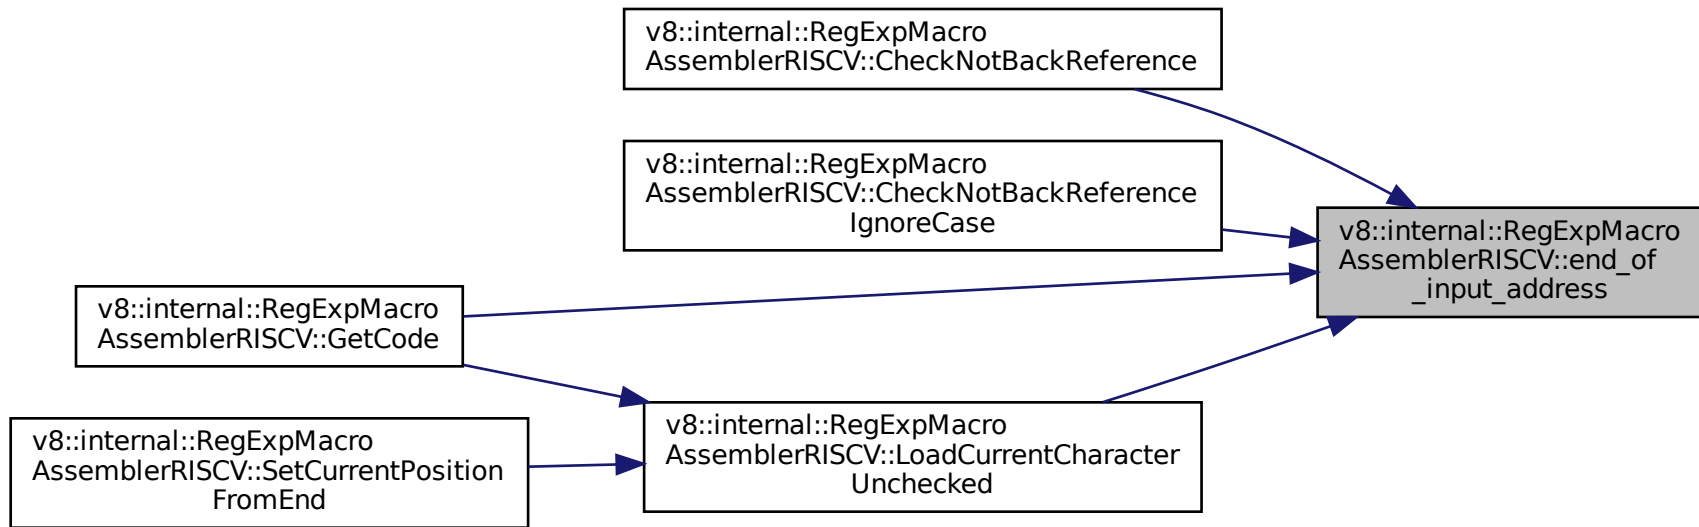 v8::internal::RegExpMacro
AssemblerRISCV::CheckNotBackReference
v8::internal::RegExpMacro
AssemblerRISCV::CheckNotBackReference
IgnoreCase
v8::internal::RegExpMacro
AssemblerRISCV::end_of
_input_address
v8::internal::RegExpMacro
AssemblerRISCV::GetCode
v8::internal::RegExpMacro
AssemblerRISCV::SetCurrentPosition
FromEnd
v8::internal::RegExpMacro
AssemblerRISCV::LoadCurrentCharacter
Unchecked